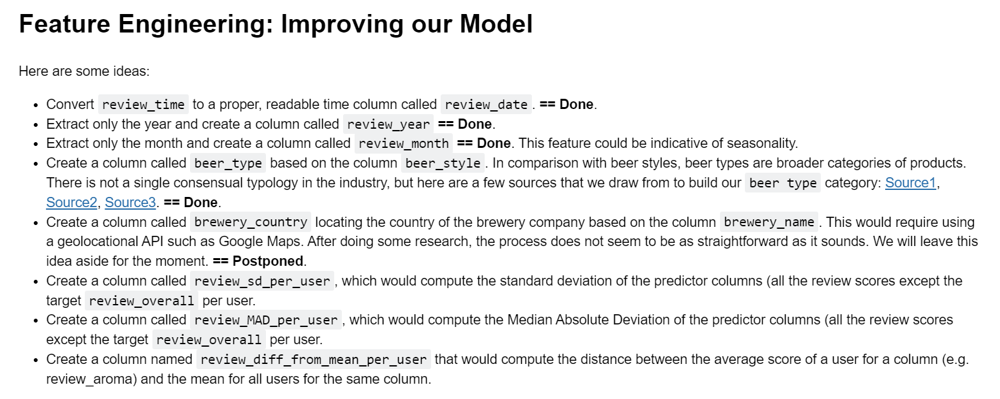 Feature Engineering: Improving our Model
Here are some ideas:
• Convert review_time to a proper, readable time column called review_date . == Done.
• Extract only the year and create a column called review_year == Done.
• Extract only the month and create a column called review_month == Done. This feature could be indicative of seasonality.
• Create a column called beer_type based on the column beer_style . In comparison with beer styles, beer types are broader categories of products.
There is not a single consensual typology in the industry, but here are a few sources that we draw from to build our beer type category: Source1,
Source2, Source3. == Done.
• Create a column called brewery_country locating the country of the brewery company based on the column brewery_name . This would require using
a geolocational API such as Google Maps. After doing some research, the process does not seem to be as straightforward as it sounds. We will leave this
idea aside for the moment. == Postponed.
• Create a column called review_sd_per_user , which would compute the standard deviation of the predictor columns (all the review scores except the
target review_overall per user.
• Create a column called review_MAD_per_user , which would compute the Median Absolute Deviation of the predictor columns (all the review scores
except the target review_overall per user.
• Create a column named review_diff_from_mean_per_user that would compute the distance between the average score of a user for a column (e.g.
review_aroma) and the mean for all users for the same column.